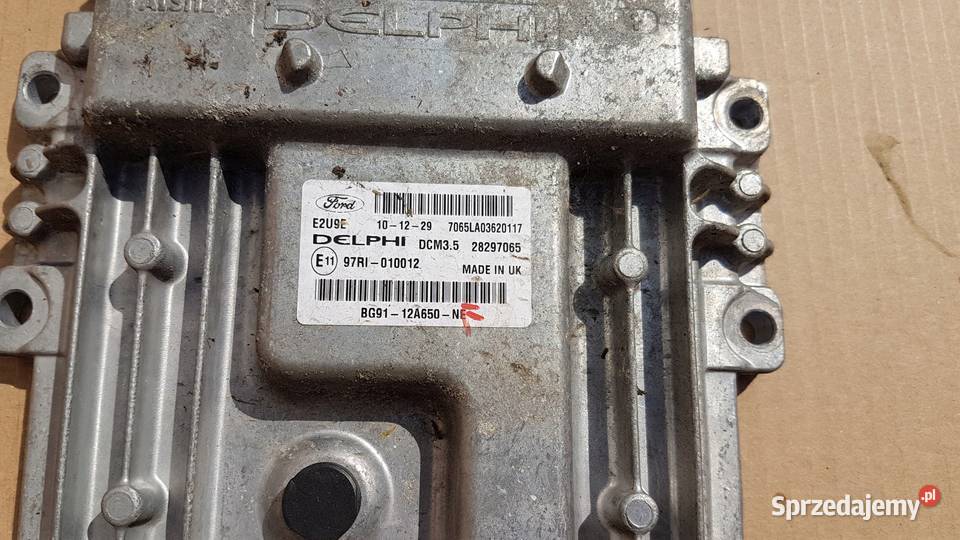 DELPHI
Ford
E2U9E 10-12-29 7065LA03620117
DELPHI DCM3.5 28297065
E11 97RI-010012 MADE IN UK
BG91-12A650-NE
Sprzedajemy.pl